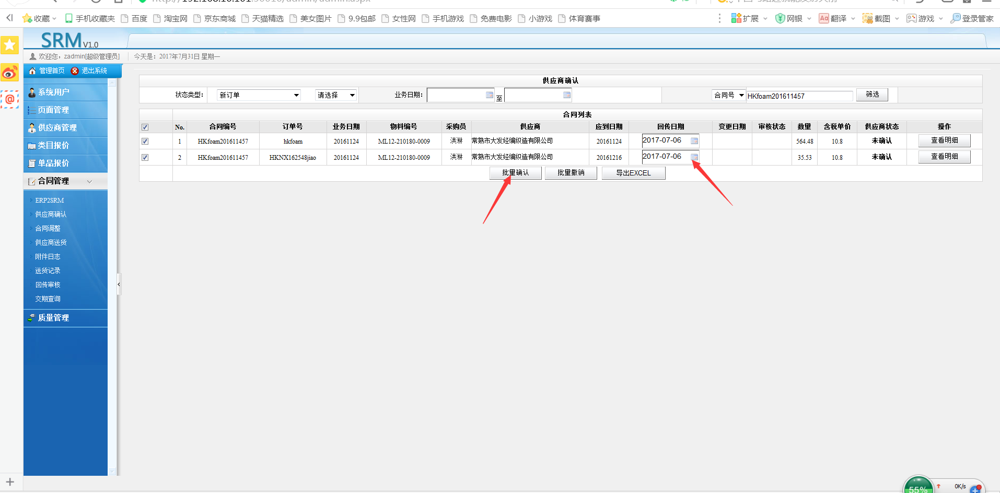 收藏 手机收藏夹 百度 淘宝网 京东商城 天猫精选 美女图片 9.9包邮 女性网 手机游戏 免费电影 小游戏 体育赛事 扩展 网银 翻译 截图 游戏 登录管家
SRM V1.0
欢迎您，zadmin[超级管理员] 今天是：2017年7月31日 星期一
管理首页 退出系统
系统用户
页面管理
供应商管理
类目报价
单品报价
合同管理
ERP2SRM
供应商确认
合同调整
供应商送货
附件日志
送货记录
回传审核
交期查询
质量管理
供应商确认
状态类型： 新订单 请选择 业务日期： 至 合同号 HKfoam201611457 筛选
合同列表
No. 合同编号 订单号 业务日期 物料编号 采购员 供应商 应到日期 回传日期 变更日期 审核状态 数量 含税单价 供应商状态 操作
1 HKfoam201611457 hkfoam 20161124 ML12-210180-0009 洪淋 常熟市大发经编织造有限公司 20161124 2017-07-06 564.48 10.8 未确认 查看明细
2 HKfoam201611457 HKNX162548jiao 20161124 ML12-210180-0009 洪淋 常熟市大发经编织造有限公司 20161216 2017-07-06 35.53 10.8 未确认 查看明细
批量确认 批量撤销 导出EXCEL
55% 0K/s